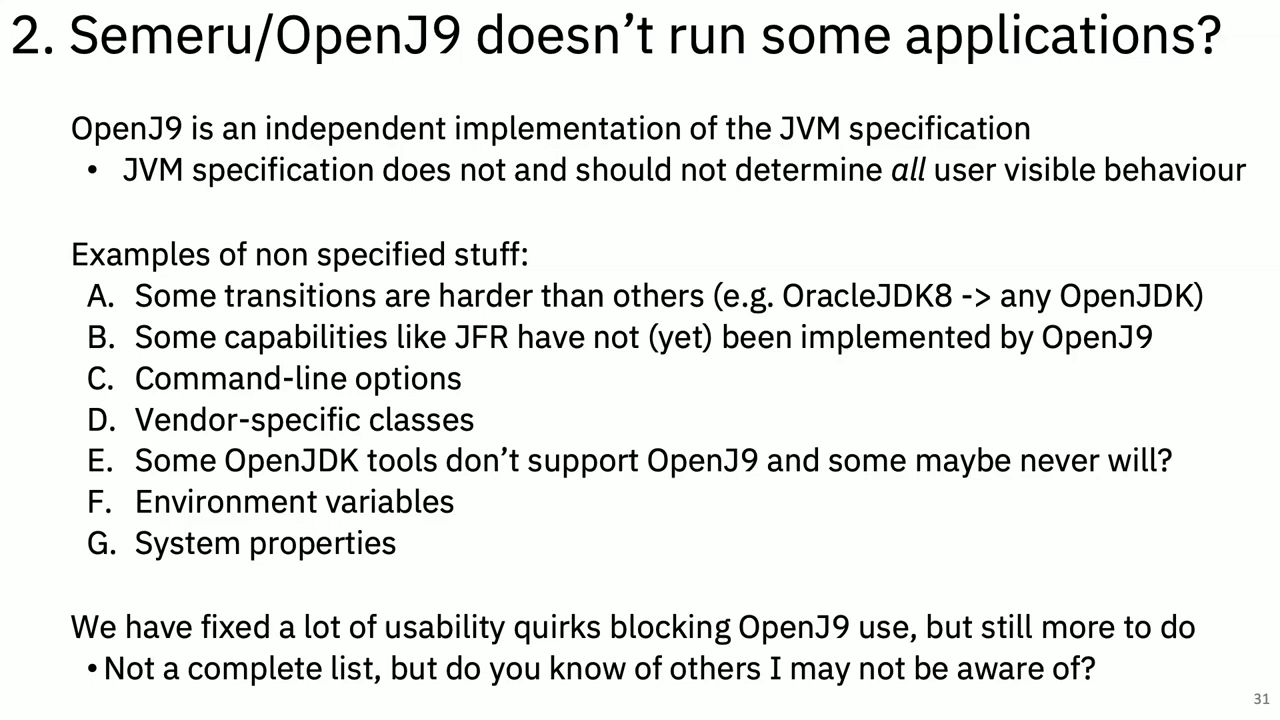 2. Semeru/OpenJ9 doesn’t run some applications?
OpenJ9 is an independent implementation of the JVM specification
• JVM specification does not and should not determine all user visible behaviour
Examples of non specified stuff:
A. Some transitions are harder than others (e.g. OracleJDK8 -> any OpenJDK)
B. Some capabilities like JFR have not (yet) been implemented by OpenJ9
C. Command-line options
D. Vendor-specific classes
E. Some OpenJDK tools don’t support OpenJ9 and some maybe never will?
F. Environment variables
G. System properties
We have fixed a lot of usability quirks blocking OpenJ9 use, but still more to do
• Not a complete list, but do you know of others I may not be aware of?
31